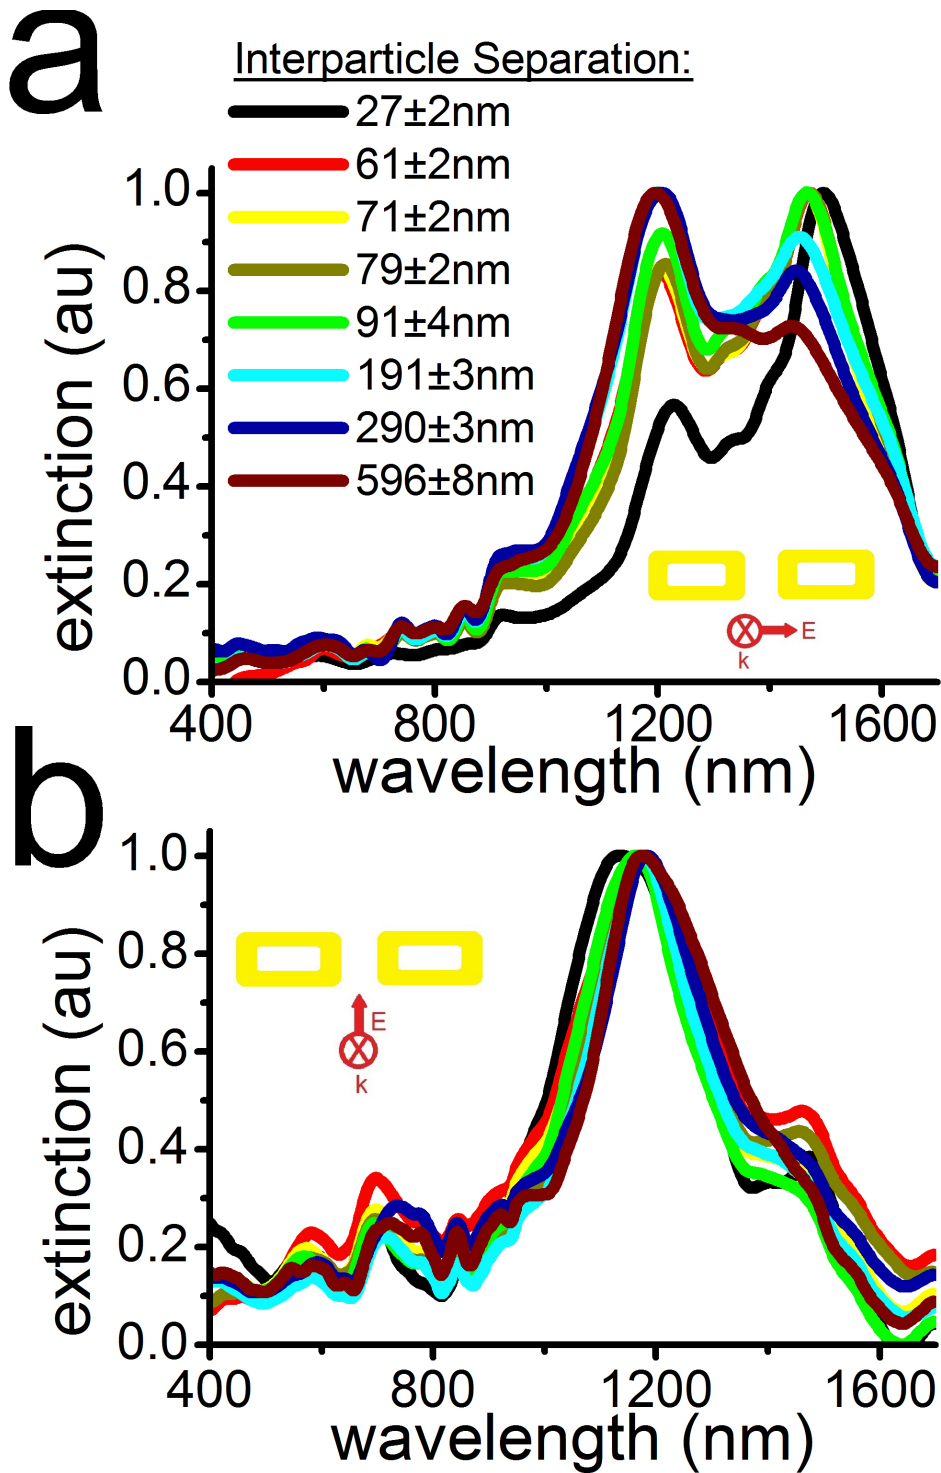 a
Interparticle Separation:
27±2nm
61±2nm
71±2nm
79±2nm
91±4nm
191±3nm
290±3nm
596±8nm
extinction (au)
1.0
0.8
0.6
0.4
0.2
0.0
E
k
400 800 1200 1600
wavelength (nm)
b
extinction (au)
1.0
0.8
0.6
0.4
0.2
0.0
E
k
400 800 1200 1600
wavelength (nm)